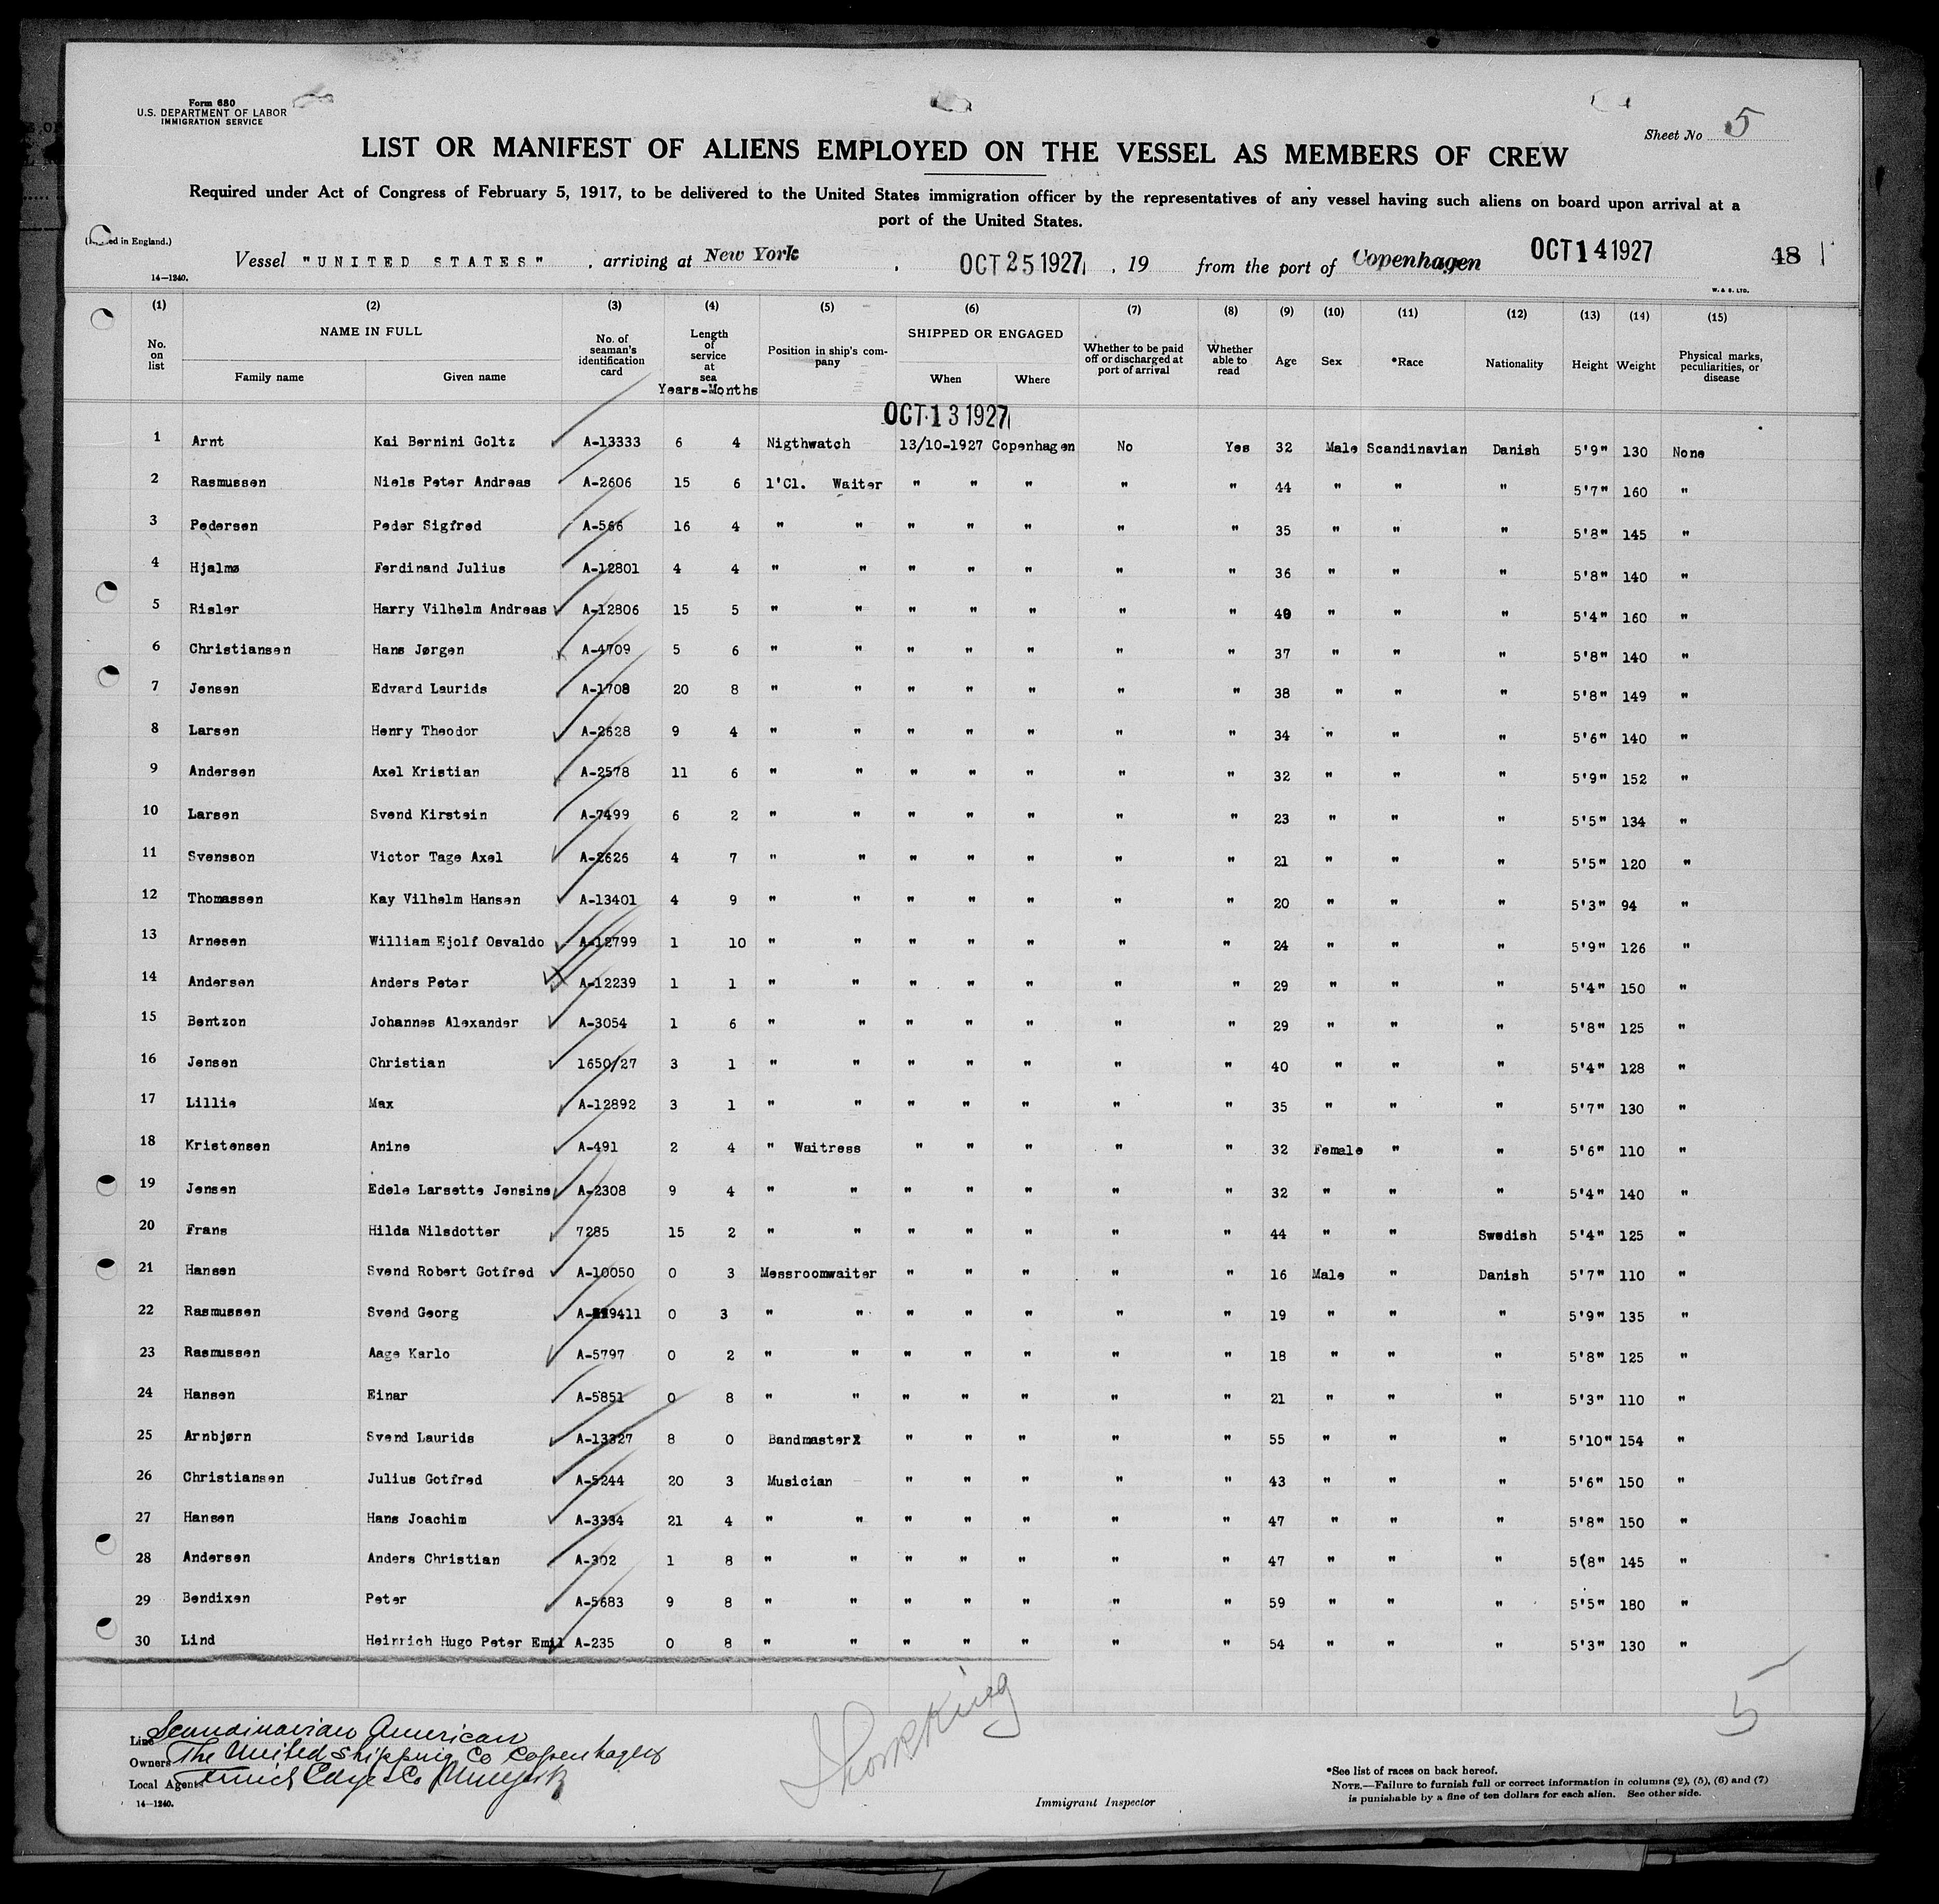 Form 680
U.S. DEPARTMENT OF LABOR
IMMIGRATION SERVICE
Sheet No 5
LIST OR MANIFEST OF ALIENS EMPLOYED ON THE VESSEL AS MEMBERS OF CREW
Required under Act of Congress of February 5, 1917, to be delivered to the United States immigration officer by the representatives of any vessel having such aliens on board upon arrival at a
port of the United States.
Vessel "UNITED STATES", arriving at New York, OCT 25 1927, 19 from the port of Copenhagen OCT 14 1927 48
14-1240.
W. & S. LTD.
(1) (2) (3) (4) (5) (6) (7) (8) (9) (10) (11) (12) (13) (14) (15)
No. on list NAME IN FULL Family name Given name No. of seaman's identification card Length of service at sea Years-Months Position in ship's company SHIPPED OR ENGAGED When Where Whether to be paid off or discharged at port of arrival Whether able to read Age Sex *Race Nationality Height Weight Physical marks, peculiarities, or disease
OCT 13 1927
1 Arnt Kai Bernini Goltz A-13333 6 4 Nigthwatch 13/10-1927 Copenhagen No Yes 32 Male Scandinavian Danish 5'9" 130 None
2 Rasmussen Niels Peter Andreas A-2606 15 6 1'Cl. Waiter " " " " " 44 " " " 5'7" 160 "
3 Pedersen Peder Sigfred A-566 16 4 " " " " " " " 35 " " " 5'8" 145 "
4 Hjalmø Ferdinand Julius A-12801 4 4 " " " " " " " 36 " " " 5'8" 140 "
5 Risler Harry Vilhelm Andreas A-12806 15 5 " " " " " " " 40 " " " 5'4" 160 "
6 Christiansen Hans Jørgen A-4709 5 6 " " " " " " " 37 " " " 5'8" 140 "
7 Jensen Edvard Laurids A-1708 20 8 " " " " " " " 38 " " " 5'8" 149 "
8 Larsen Henry Theodor A-2628 9 4 " " " " " " " 34 " " " 5'6" 140 "
9 Andersen Axel Kristian A-2578 11 6 " " " " " " " 32 " " " 5'9" 152 "
10 Larsen Svend Kirstein A-7499 6 2 " " " " " " " 23 " " " 5'5" 134 "
11 Svensson Victor Tage Axel A-2626 4 7 " " " " " " " 21 " " " 5'5" 120 "
12 Thomassen Kay Vilhelm Hansen A-13401 4 9 " " " " " " " 20 " " " 5'3" 94 "
13 Arnesen William Ejolf Osvaldo A-12799 1 10 " " " " " " " 24 " " " 5'9" 126 "
14 Andersen Anders Peter A-12239 1 1 " " " " " " " 29 " " " 5'4" 150 "
15 Bentzon Johannes Alexander A-3054 1 6 " " " " " " " 29 " " " 5'8" 125 "
16 Jensen Christian 1650/27 3 1 " " " " " " " 40 " " " 5'4" 128 "
17 Lillie Max A-12892 3 1 " " " " " " " 35 " " " 5'7" 130 "
18 Kristensen Anine A-491 2 4 " Waitress " " " " " 32 Female " " 5'6" 110 "
19 Jensen Edele Larsette Jensine A-2308 9 4 " " " " " " " 32 " " " 5'4" 140 "
20 Frans Hilda Nilsdotter 7285 15 2 " " " " " " " 44 " " Swedish 5'4" 125 "
21 Hansen Svend Robert Gotfred A-10050 0 3 Messroomwaiter " " " " " 16 Male " Danish 5'7" 110 "
22 Rasmussen Svend Georg 0 3 " " " " " " " 19 " " " 5'9" 135 "
23 Rasmussen Aage Karlo A-5797 0 2 " " " " " " " 18 " " " 5'8" 125 "
24 Hansen Einar A-5851 0 8 " " " " " " " 21 " " " 5'3" 110 "
25 Arnbjørn Svend Laurids A-13327 8 0 Bandmaster " " " " " 55 " " " 5'10" 154 "
26 Christiansen Julius Gotfred A-5244 20 3 Musician " " " " " 43 " " " 5'6" 150 "
27 Hansen Hans Joachim A-3334 21 4 " " " " " " " 47 " " " 5'8" 150 "
28 Andersen Anders Christian A-302 1 8 " " " " " " " 47 " " " 5(8" 145 "
29 Bendixen Peter A-5683 9 8 " " " " " " " 59 " " " 5'5" 180 "
30 Lind Heinrich Hugo Peter Emil A-235 0 8 " " " " " " " 54 " " " 5'3" 130 "
5
Line Scandinavian American
Owners The United Shipping Co Copenhagen
Local Agents
14-1240.
Immigrant Inspector
*See list of races on back hereof.
NOTE.—Failure to furnish full or correct information in columns (2), (5), (6) and (7)
is punishable by a fine of ten dollars for each alien. See other side.